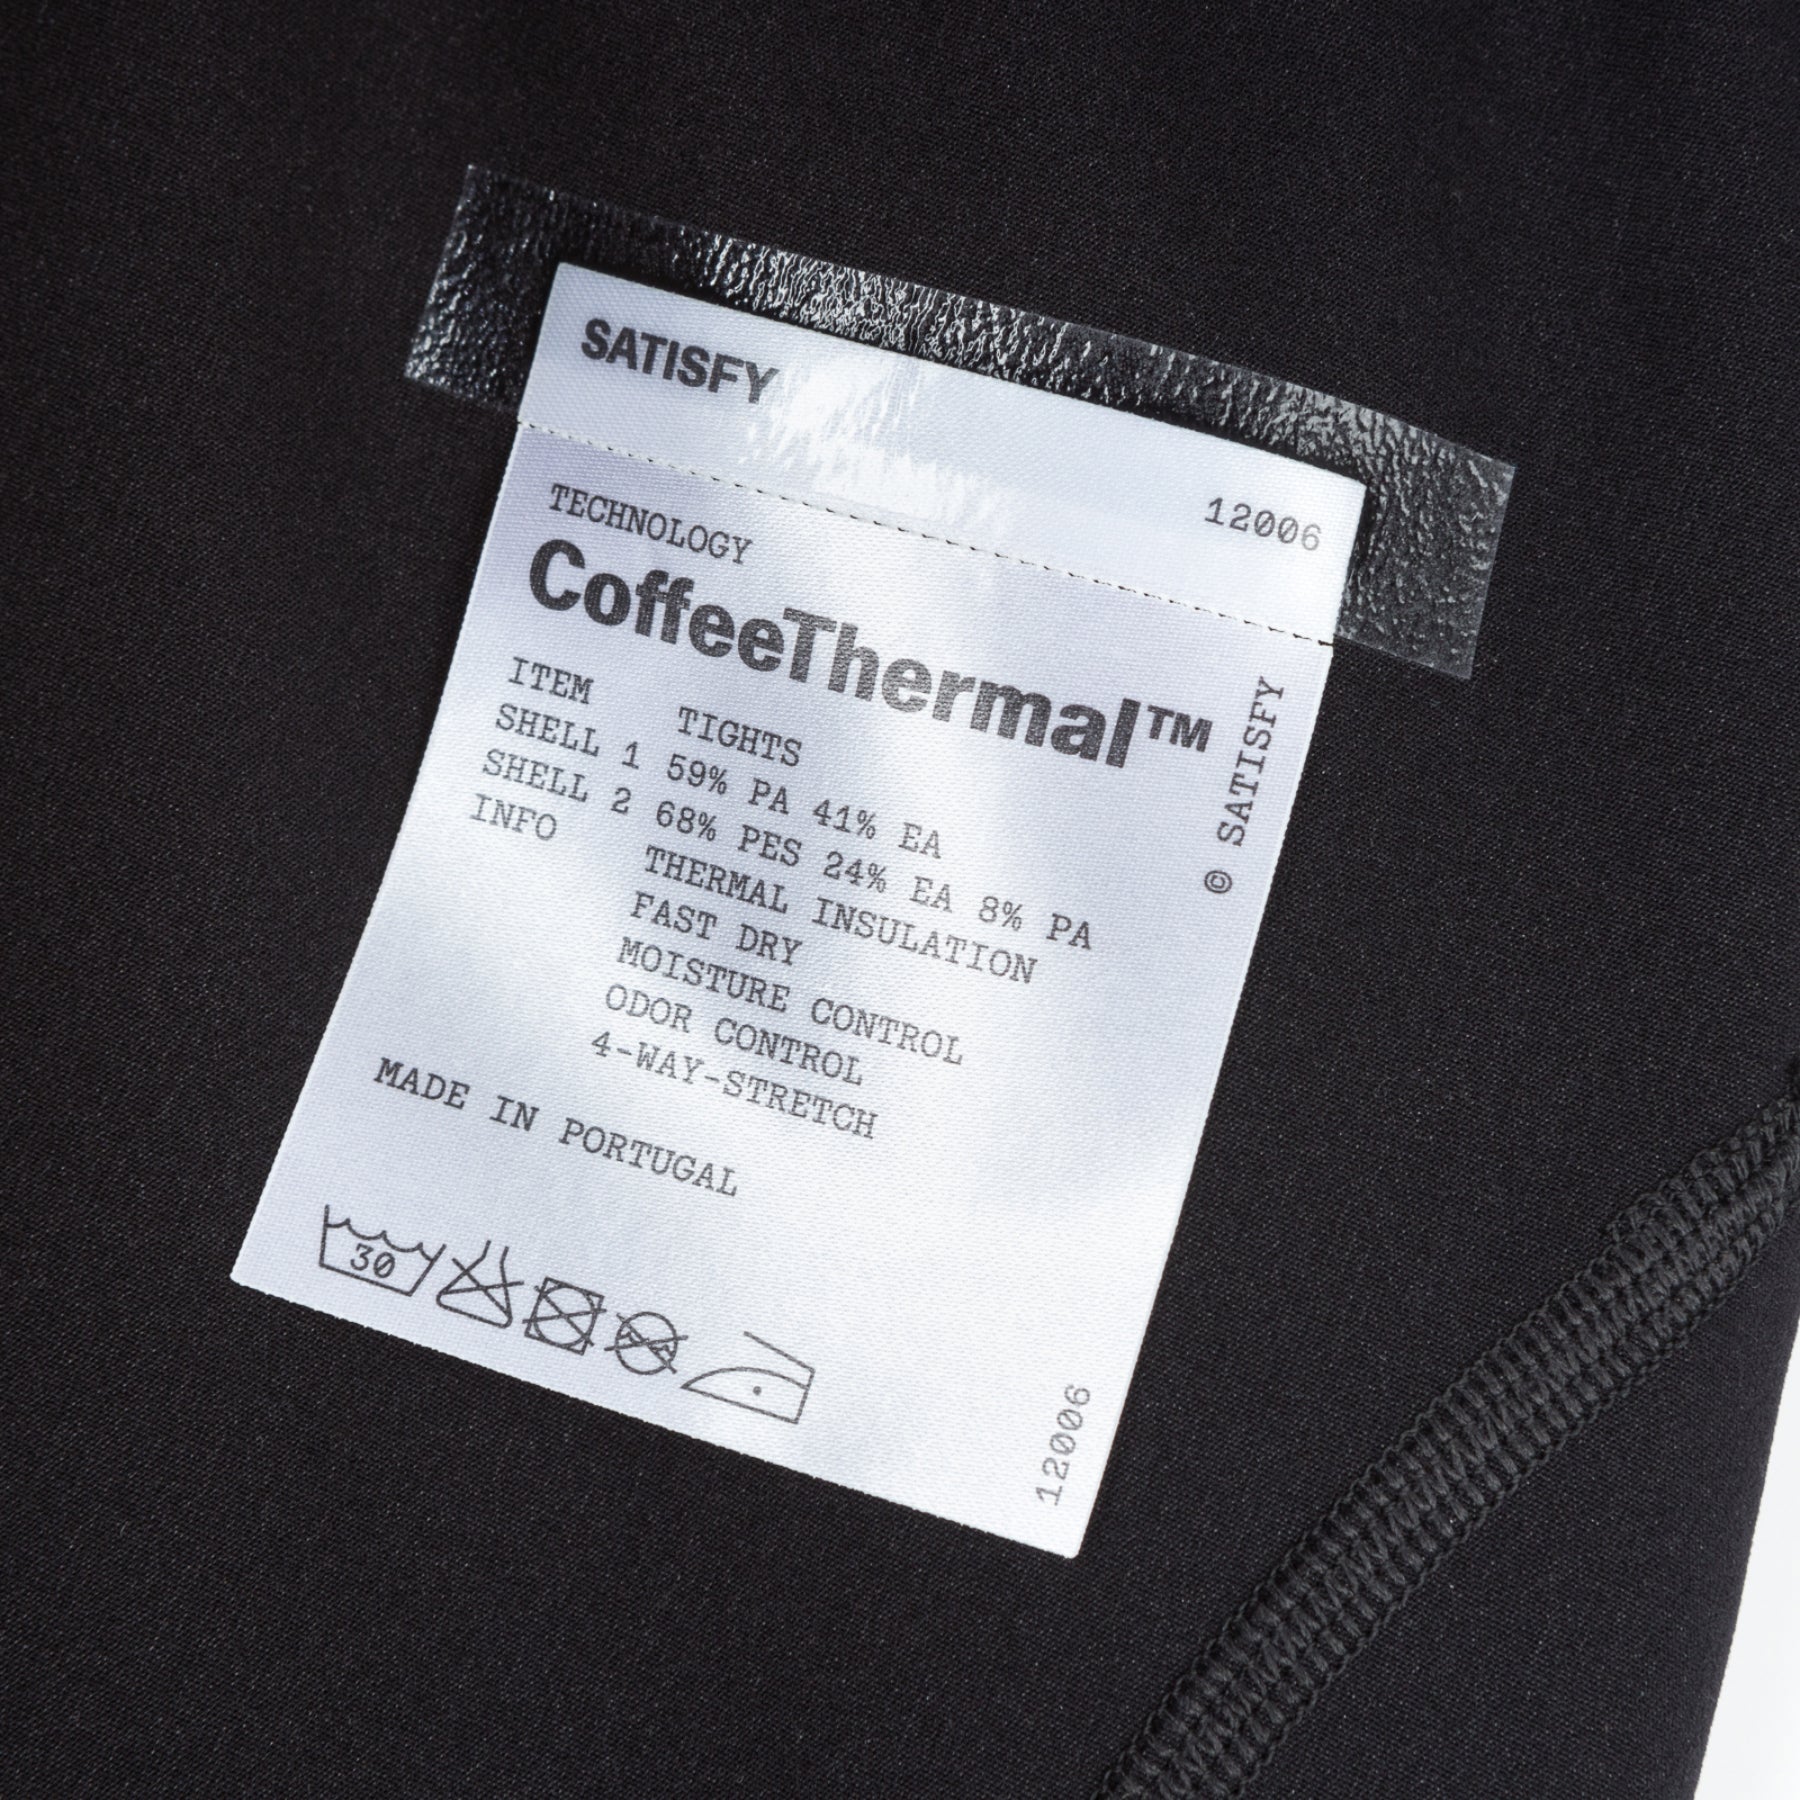 SATISFY
12006
TECHNOLOGY
CoffeeThermal™
ITEM TIGHTS
SHELL 1 59% PA 41% EA
SHELL 2 68% PES 24% EA 8% PA
INFO THERMAL INSULATION
FAST DRY
MOISTURE CONTROL
ODOR CONTROL
4-WAY-STRETCH
MADE IN PORTUGAL
30
© SATISFY
12006